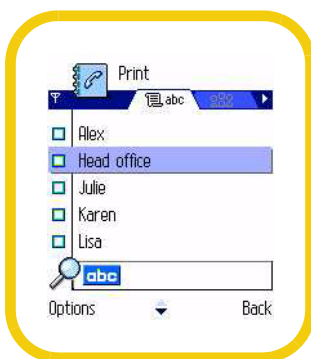 Print
abc
Alex
Head office
Julie
Karen
Lisa
abc
Options Back